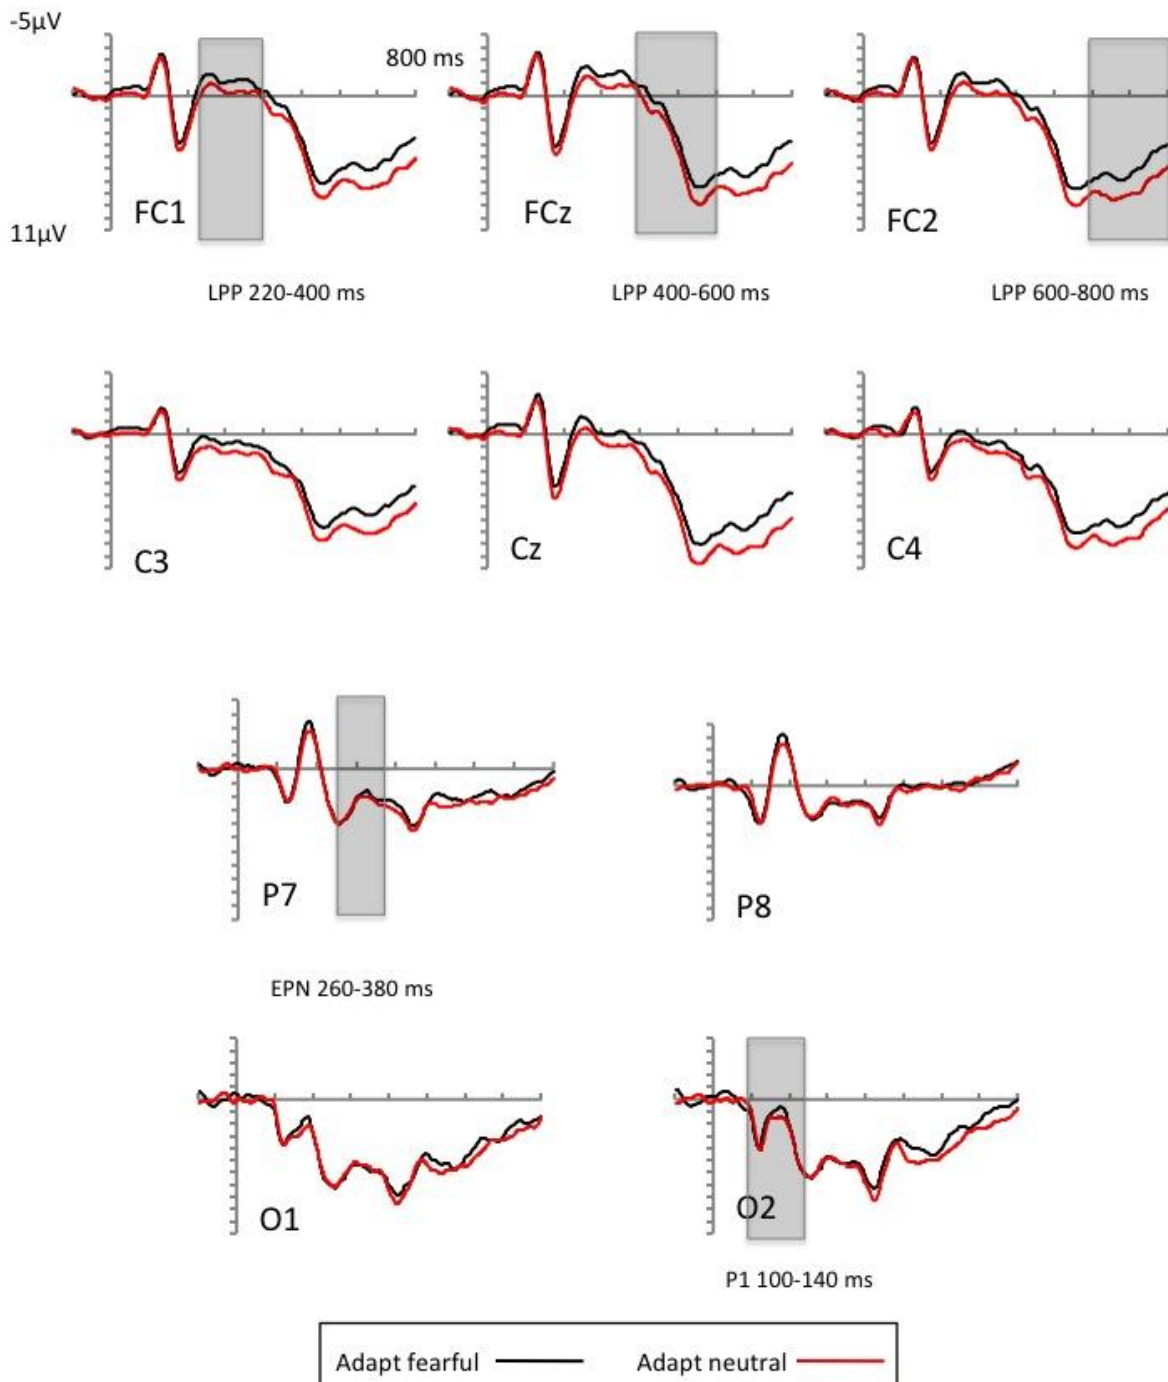 -5µV
800 ms
FC1
FCz
FC2
11µV
LPP 220-400 ms
LPP 400-600 ms
LPP 600-800 ms
C3
Cz
C4
P7
P8
EPN 260-380 ms
O1
O2
P1 100-140 ms
Adapt fearful
Adapt neutral